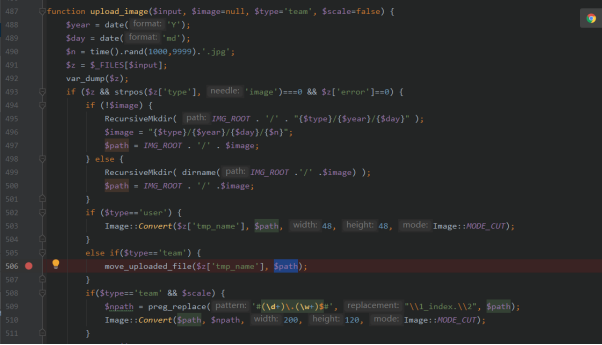 487 function upload_image($input, $image=null, $type='team', $scale=false) {
488 $year = date( format: 'Y');
489 $day = date( format: 'md');
490 $n = time().rand(1000,9999).'.jpg';
491 $z = $_FILES[$input];
492 var_dump($z);
493 if ($z && strpos($z['type'], needle: 'image')===0 && $z['error']==0) {
494 if (!$image) {
495 RecursiveMkdir( path: IMG_ROOT . '/' . "{$type}/{$year}/{$day}" );
496 $image = "{$type}/{$year}/{$day}/{$n}";
497 $path = IMG_ROOT . '/' . $image;
498 } else {
499 RecursiveMkdir( dirname( path: IMG_ROOT .'/' .$image) );
500 $path = IMG_ROOT . '/' .$image;
501 }
502 if ($type=='user') {
503 Image::Convert($z['tmp_name'], $path, width: 48, height: 48, mode: Image::MODE_CUT);
504 }
505 else if($type=='team') {
506 move_uploaded_file($z['tmp_name'], $path);
507 }
508 if($type=='team' && $scale) {
509 $npath = preg_replace( pattern: '#(\d+)\.(\w+)$#', replacement: "\\1_index.\\2", $path);
510 Image::Convert($path, $npath, width: 200, height: 120, mode: Image::MODE_CUT);
511 }